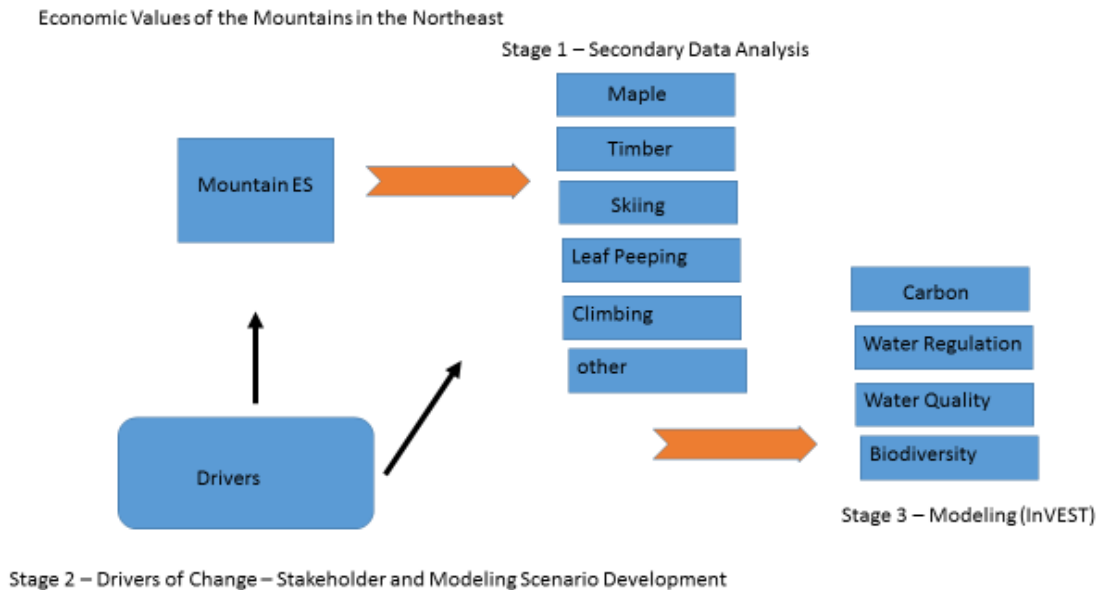 Economic Values of the Mountains in the Northeast
Stage 1 – Secondary Data Analysis
Maple
Timber
Mountain ES
Skiing
Leaf Peeping
Climbing
other
Carbon
Water Regulation
Water Quality
Biodiversity
Drivers
Stage 3 – Modeling (InVEST)
Stage 2 – Drivers of Change – Stakeholder and Modeling Scenario Development